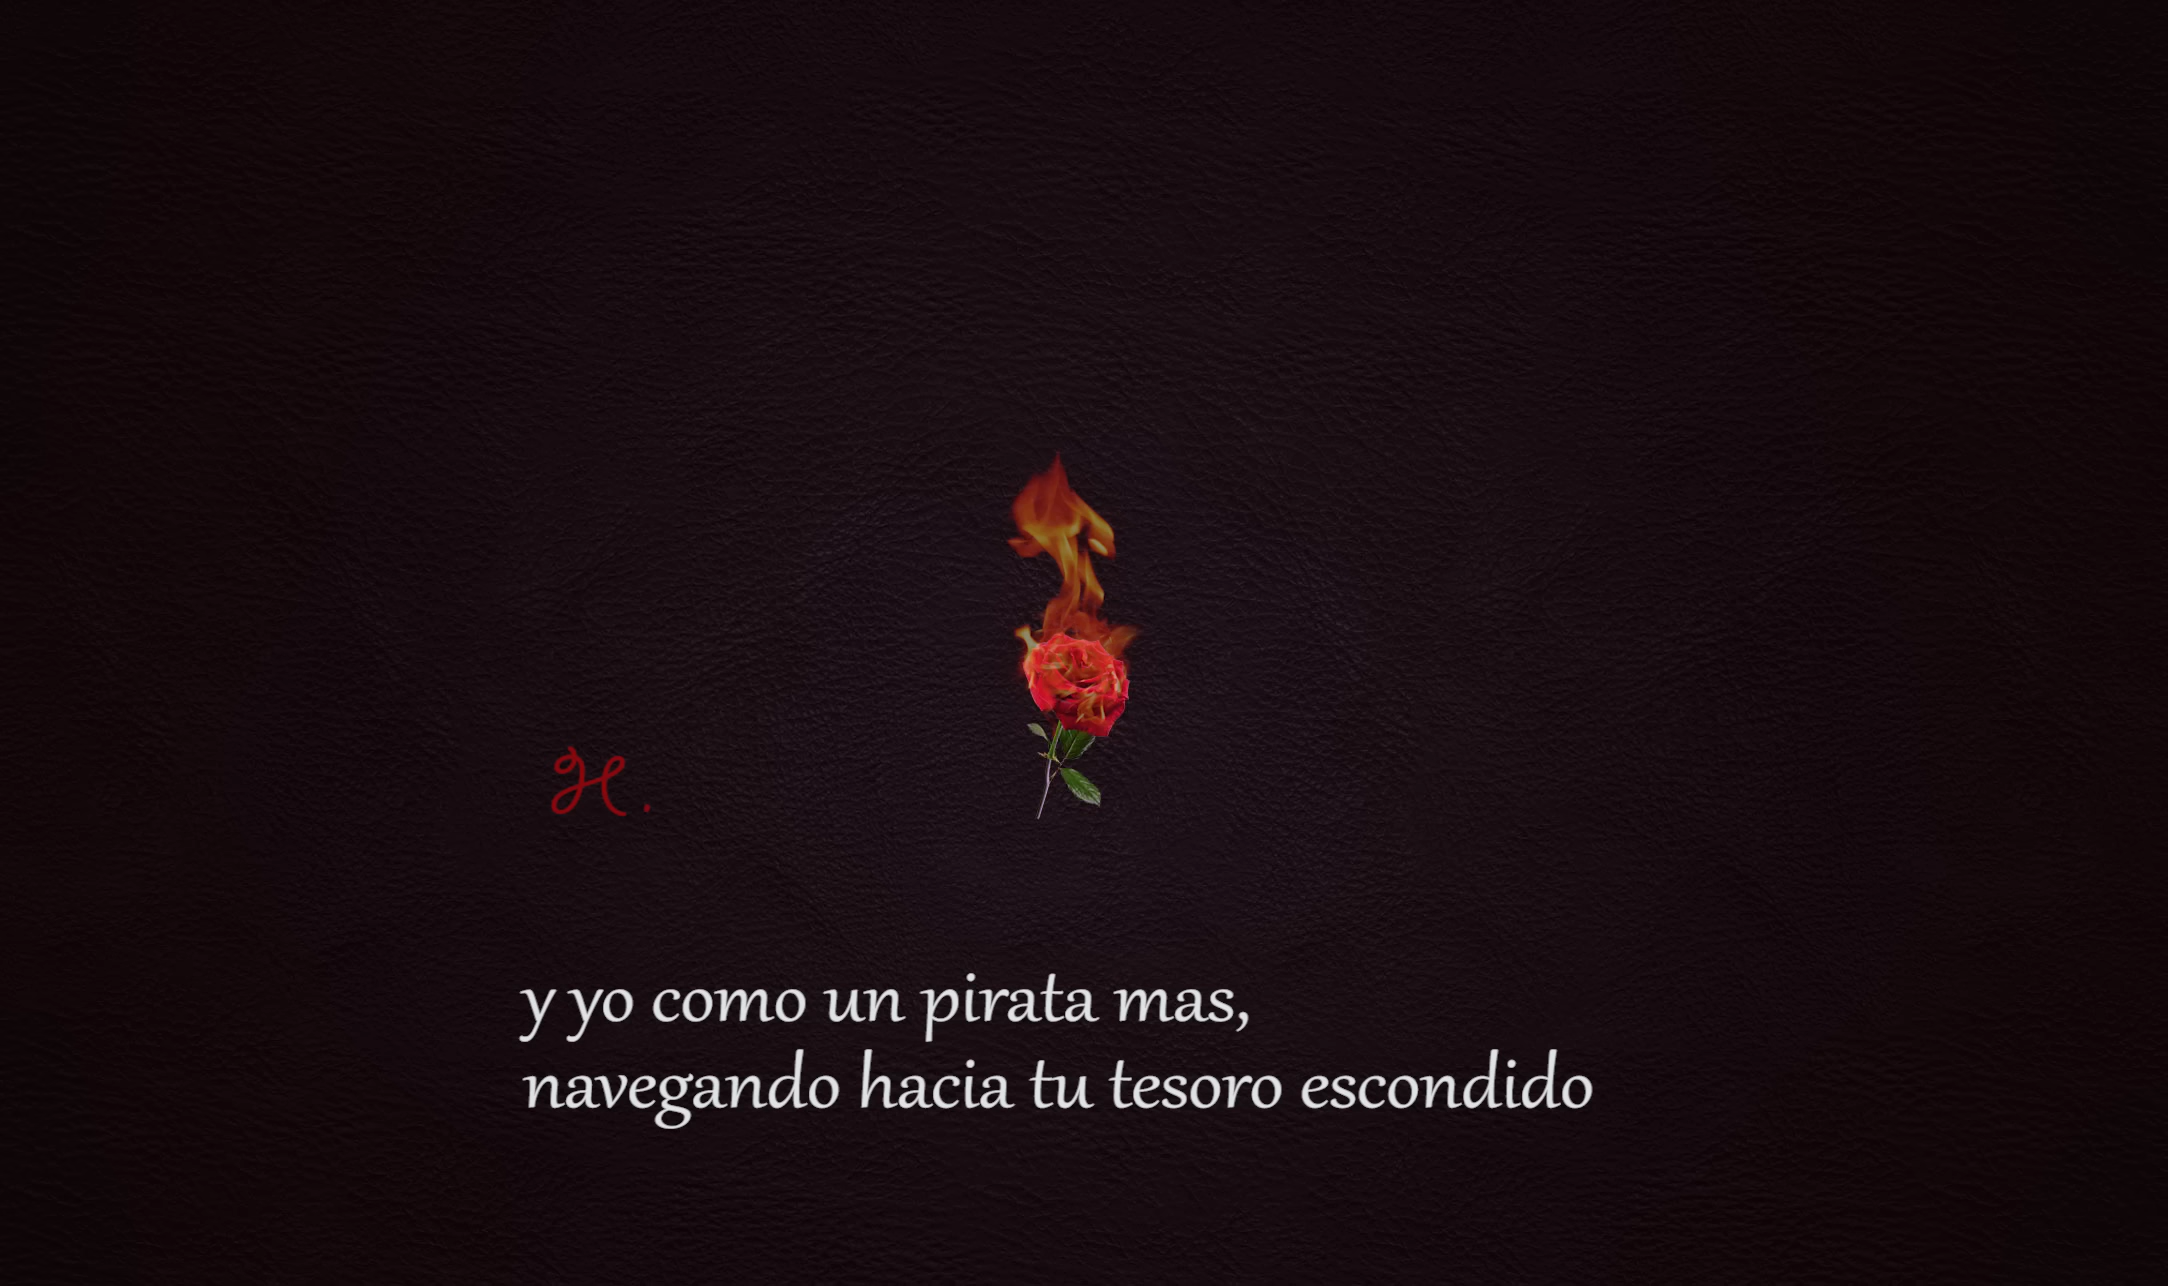 H.
y yo como un pirata mas,
navegando hacia tu tesoro escondido